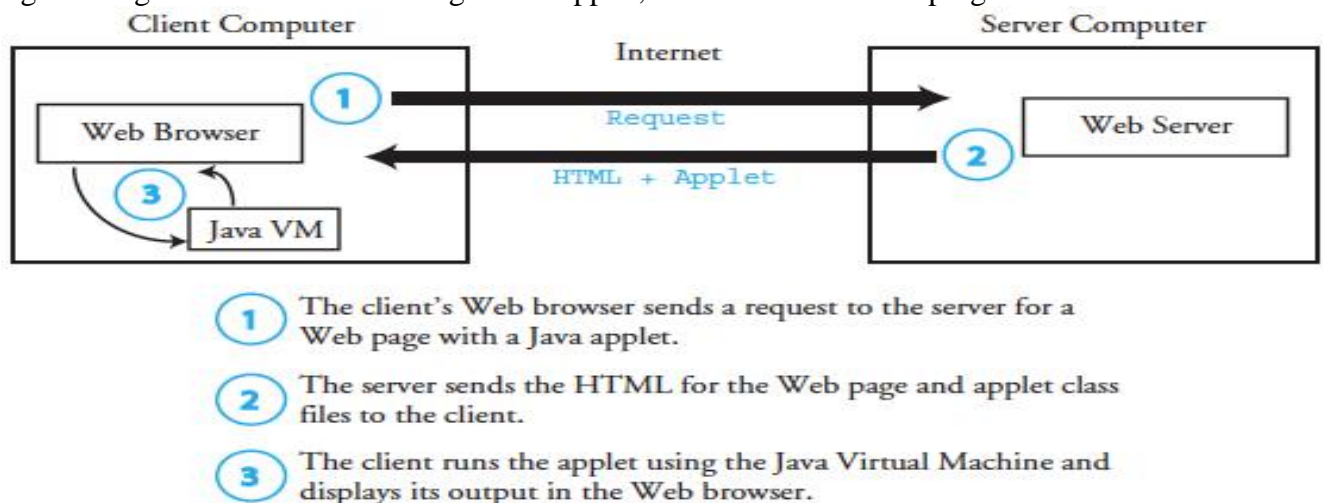 Client Computer
Internet
Server Computer
1
Request
Web Browser
Web Server
2
HTML + Applet
3
Java VM
1 The client's Web browser sends a request to the server for a
Web page with a Java applet.
2 The server sends the HTML for the Web page and applet class
files to the client.
3 The client runs the applet using the Java Virtual Machine and
displays its output in the Web browser.